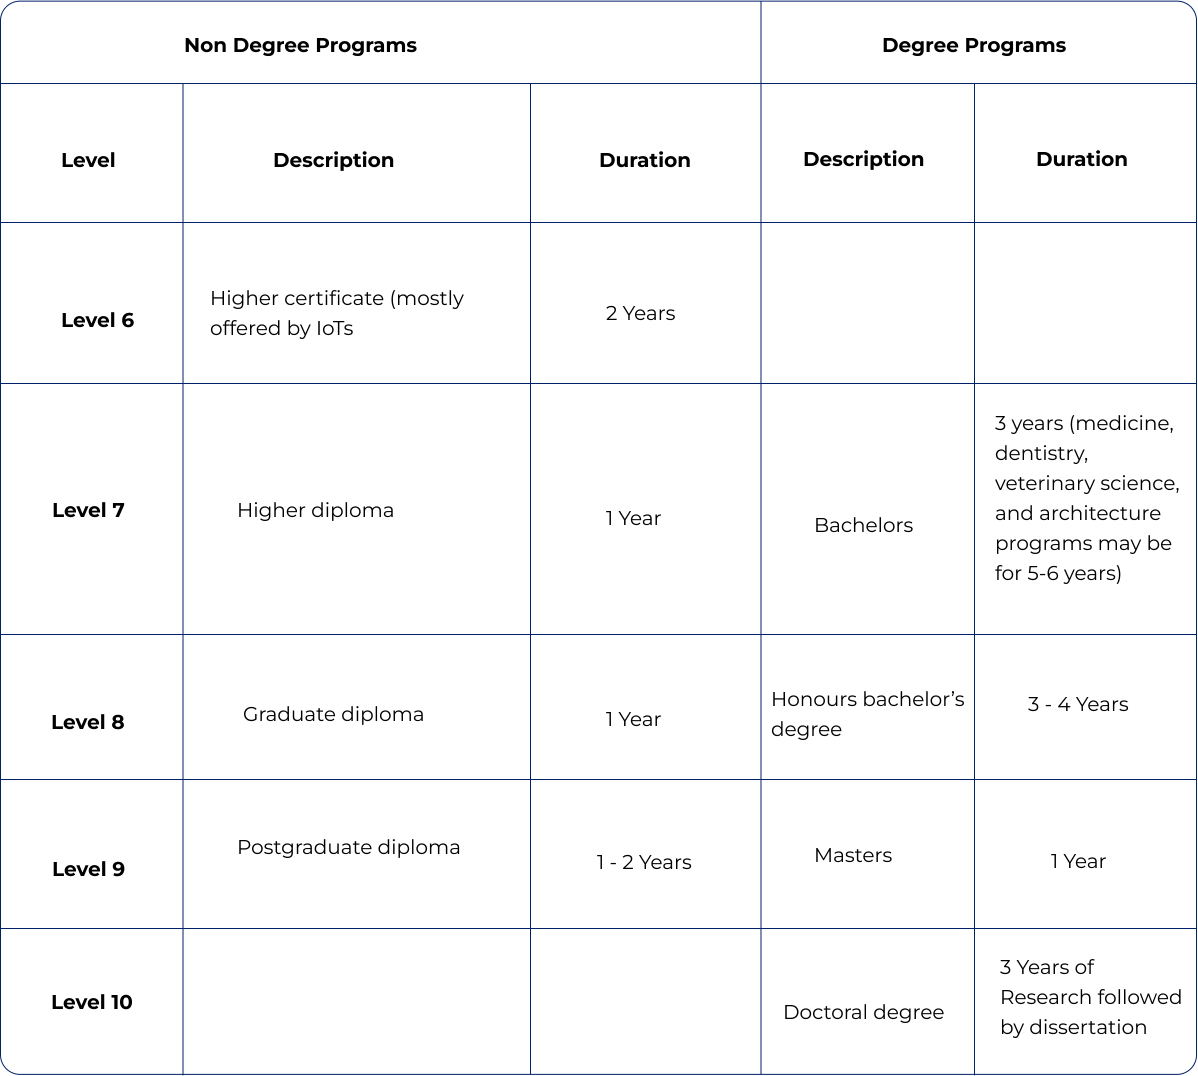 Non Degree Programs
Degree Programs
Level
Description
Duration
Description
Duration
Level 6
Higher certificate (mostly
offered by IoTs
2 Years
Level 7
Higher diploma
1 Year
Bachelors
3 years (medicine,
dentistry,
veterinary science,
and architecture
programs may be
for 5-6 years)
Level 8
Graduate diploma
1 Year
Honours bachelor’s
degree
3 - 4 Years
Level 9
Postgraduate diploma
1 - 2 Years
Masters
1 Year
Level 10
Doctoral degree
3 Years of
Research followed
by dissertation